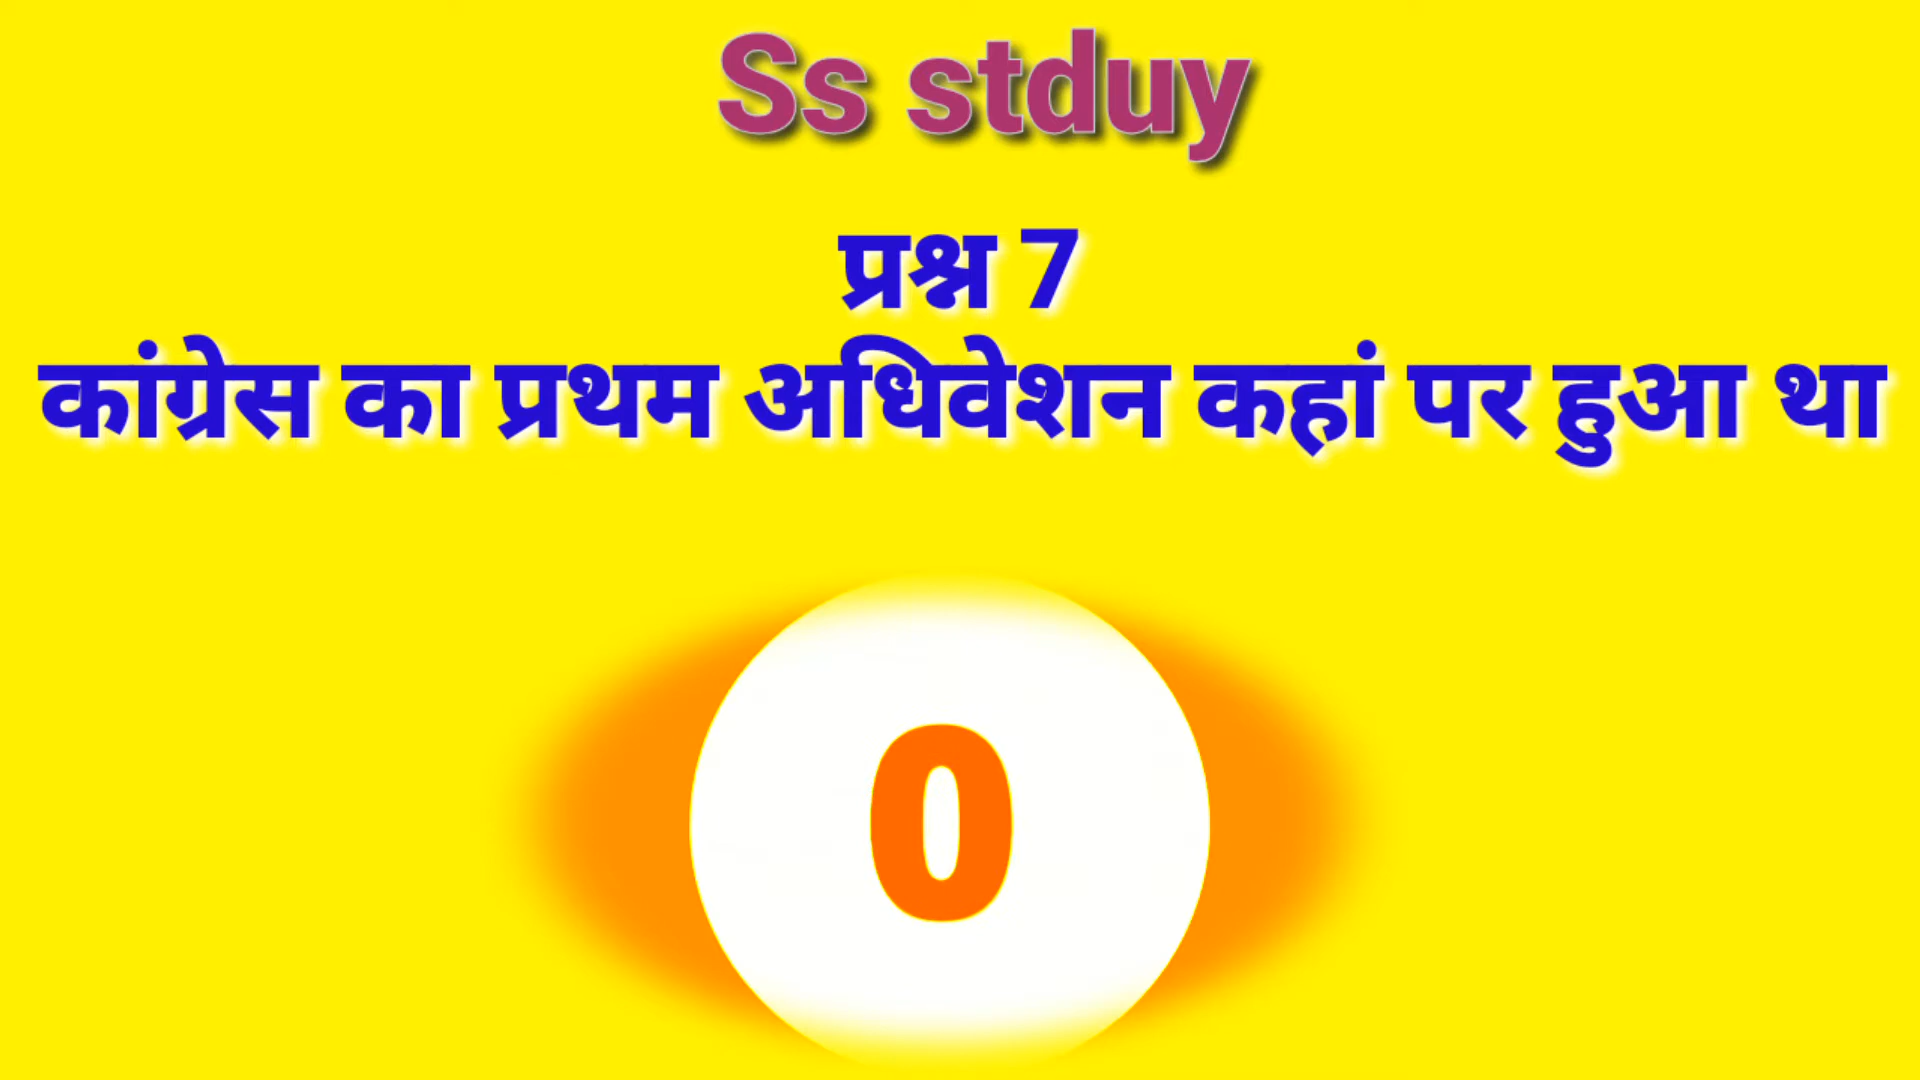 Ss stduy
प्रश्न 7
कांग्रेस का प्रथम अधिवेशन कहां पर हुआ था
0